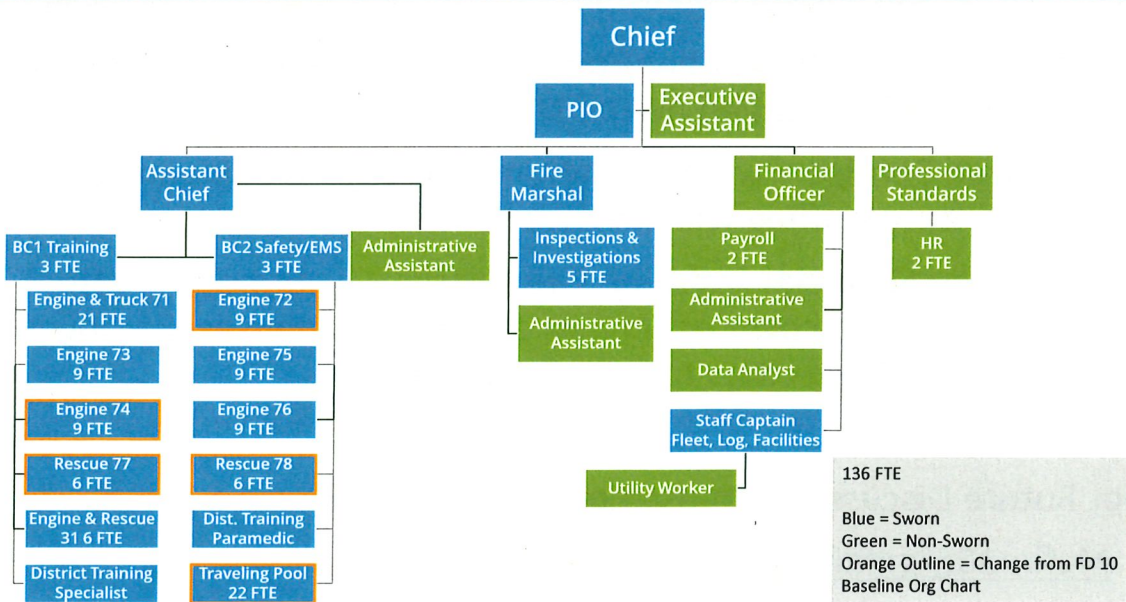 Chief
PIO
Executive
Assistant
Assistant
Chief
Fire
Marshal
Financial
Officer
Professional
Standards
BC1 Training
3 FTE
BC2 Safety/EMS
3 FTE
Administrative
Assistant
Inspections &
Investigations
5 FTE
Administrative
Assistant
Payroll
2 FTE
Administrative
Assistant
Data Analyst
Staff Captain
Fleet, Log, Facilities
Utility Worker
HR
2 FTE
Engine & Truck 71
21 FTE
Engine 73
9 FTE
Engine 74
9 FTE
Rescue 77
6 FTE
Engine & Rescue
31 6 FTE
District Training
Specialist
Engine 72
9 FTE
Engine 75
9 FTE
Engine 76
9 FTE
Rescue 78
6 FTE
Dist. Training
Paramedic
Traveling Pool
22 FTE
136 FTE
Blue = Sworn
Green = Non-Sworn
Orange Outline = Change from FD 10
Baseline Org Chart